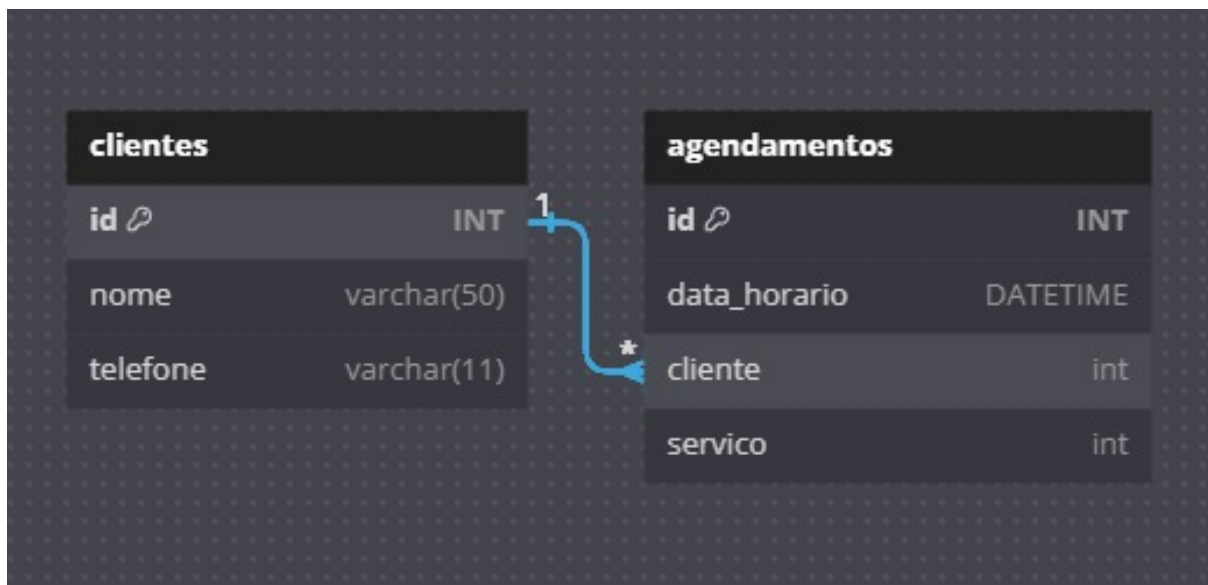 clientes
id INT
nome varchar(50)
telefone varchar(11)
1
*
agendamentos
id INT
data_horario DATETIME
cliente int
servico int